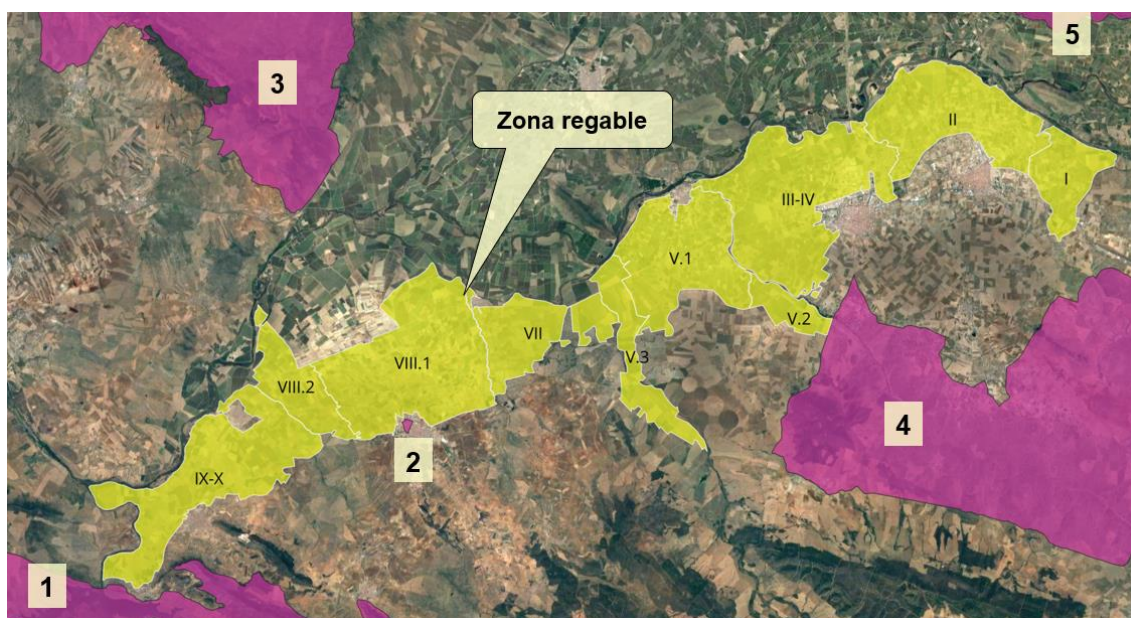 5
3
Zona regable
II
I
III-IV
V.1
V.2
VII
V.3
VIII.1
VIII.2
4
2
IX-X
1